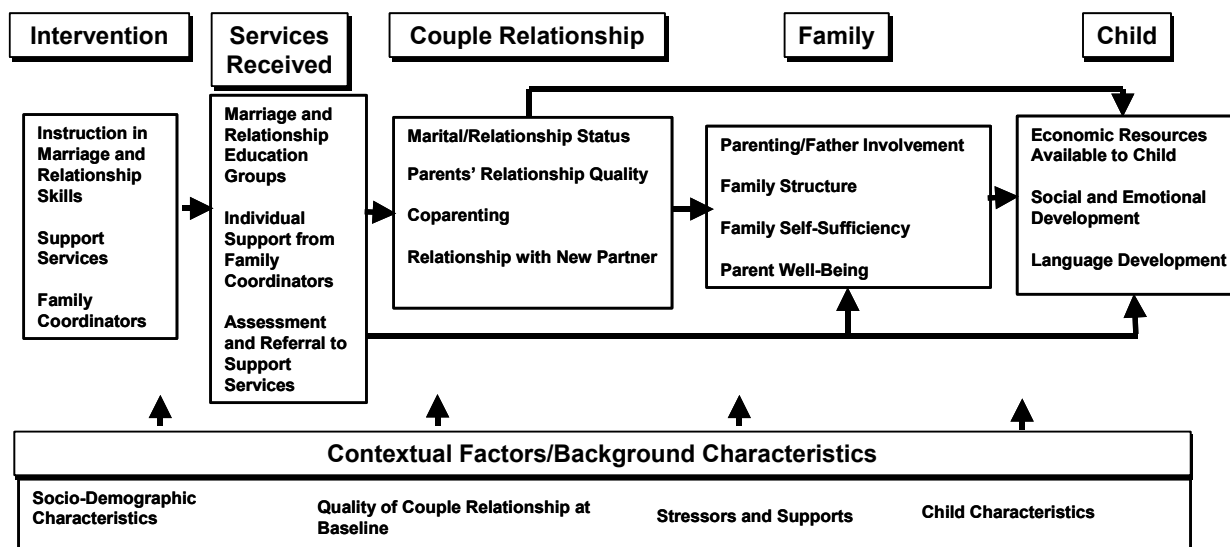 Intervention
Services
Received
Couple Relationship
Family
Child
Instruction in
Marriage and
Relationship
Skills
Support
Services
Family
Coordinators
Marriage and
Relationship
Education
Groups
Individual
Support from
Family
Coordinators
Assessment
and Referral to
Support
Services
Marital/Relationship Status
Parents’ Relationship Quality
Coparenting
Relationship with New Partner
Parenting/Father Involvement
Family Structure
Family Self-Sufficiency
Parent Well-Being
Economic Resources
Available to Child
Social and Emotional
Development
Language Development
Contextual Factors/Background Characteristics
Socio-Demographic
Characteristics
Quality of Couple Relationship at
Baseline
Stressors and Supports
Child Characteristics